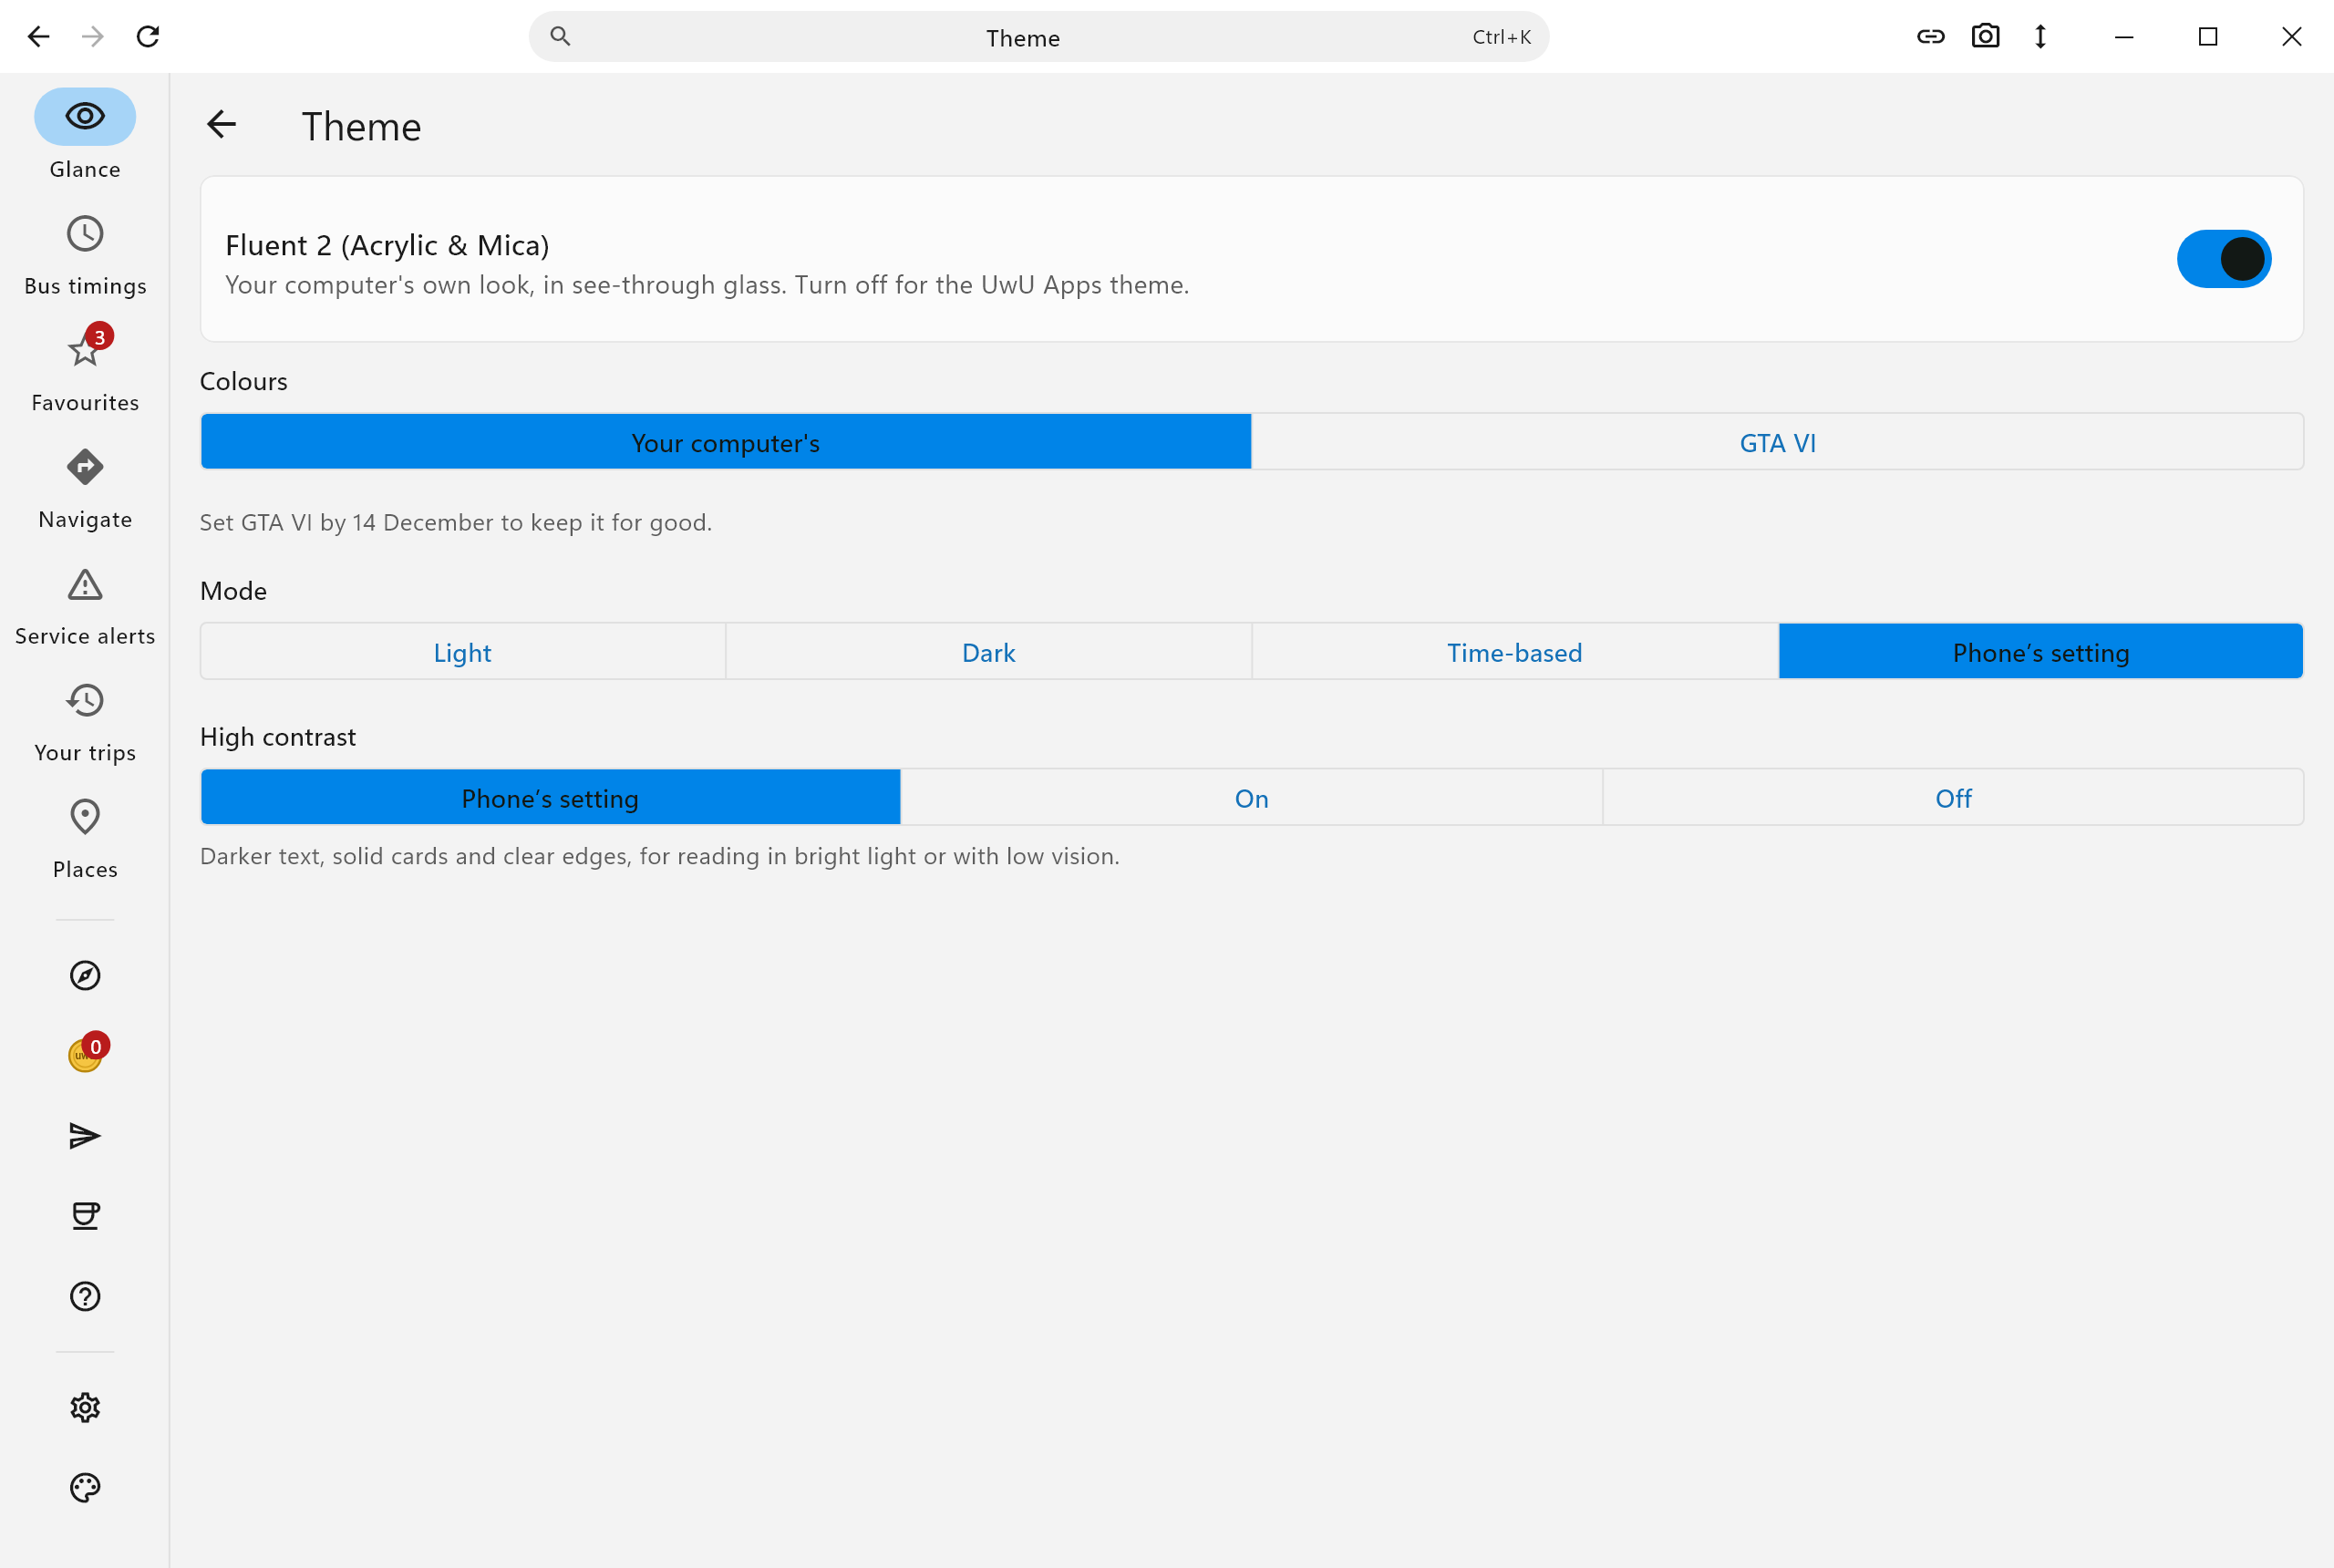 Theme
Ctrl+K
Glance
Bus timings
3
Favourites
Navigate
Service alerts
Your trips
Places
0
Theme
Fluent 2 (Acrylic & Mica)
Your computer's own look, in see-through glass. Turn off for the UwU Apps theme.
Colours
Your computer's
GTA VI
Set GTA VI by 14 December to keep it for good.
Mode
Light
Dark
Time-based
Phone’s setting
High contrast
Phone’s setting
On
Off
Darker text, solid cards and clear edges, for reading in bright light or with low vision.